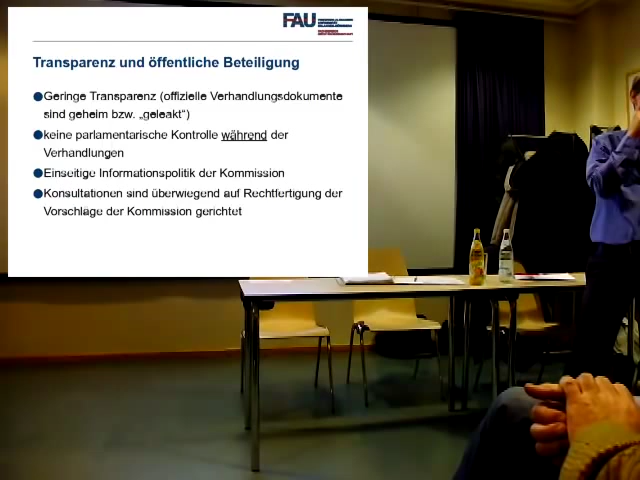 FAU
Transparenz und öffentliche Beteiligung
Geringe Transparenz (offizielle Verhandlungsdokumente
sind geheim bzw. „geleakt“)
keine parlamentarische Kontrolle während der
Verhandlungen
Einseitige Informationspolitik der Kommission
Konsultationen sind überwiegend auf Rechtfertigung der
Vorschläge der Kommission gerichtet